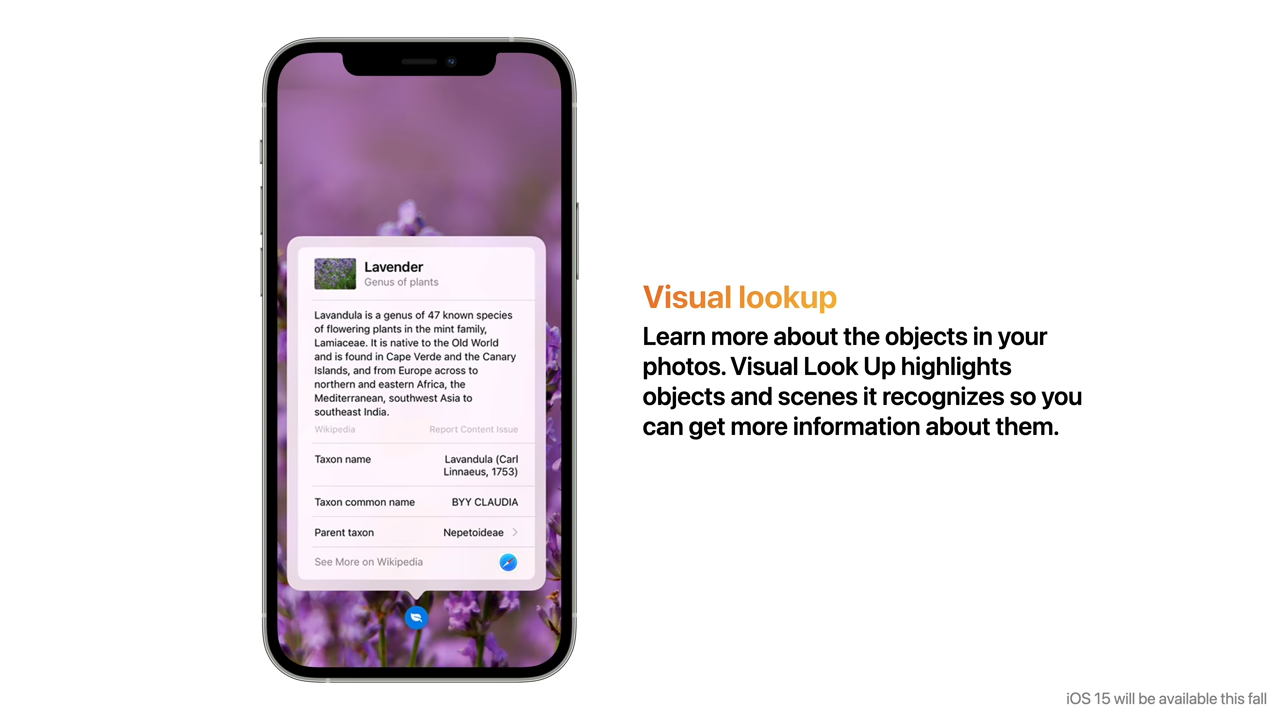 Lavender
Genus of plants
Lavandula is a genus of 47 known species
of flowering plants in the mint family,
Lamiaceae. It is native to the Old World
and is found in Cape Verde and the Canary
Islands, and from Europe across to
northern and eastern Africa, the
Mediterranean, southwest Asia to
southeast India.
Wikipedia Report Content Issue
Taxon name Lavandula (Carl
Linnaeus, 1753)
Taxon common name BYY CLAUDIA
Parent taxon Nepetoideae
See More on Wikipedia
Visual lookup
Learn more about the objects in your
photos. Visual Look Up highlights
objects and scenes it recognizes so you
can get more information about them.
iOS 15 will be available this fall